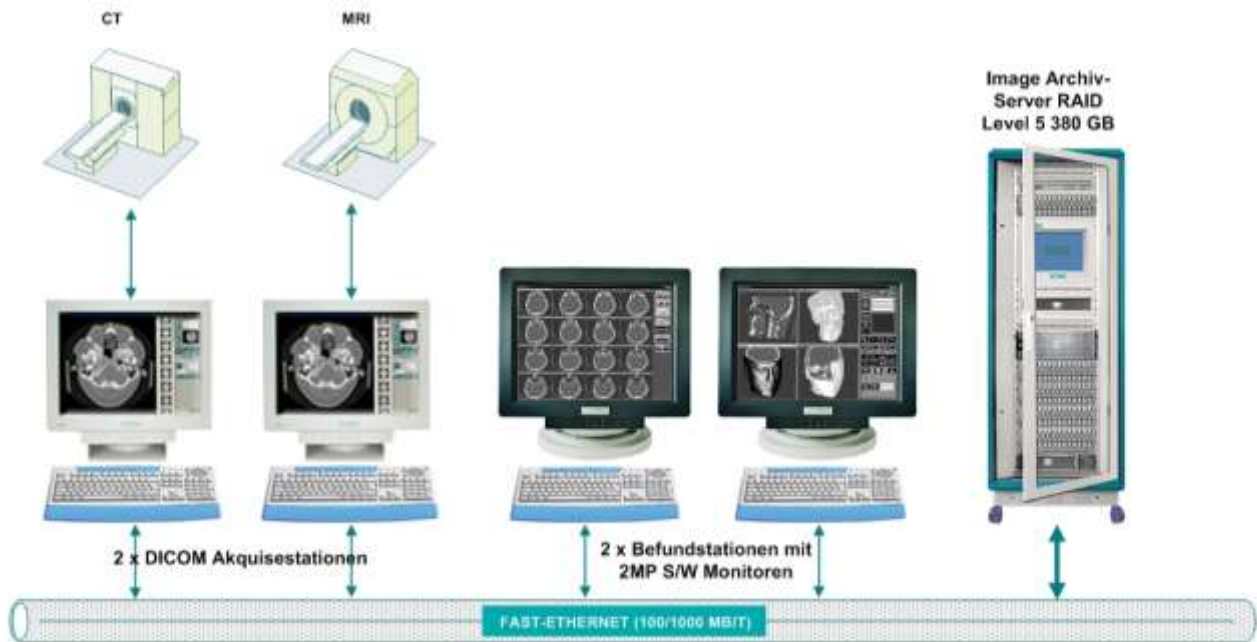 CT
MRI
Image Archiv-
Server RAID
Level 5 380 GB
2 x DICOM Akquisestationen
2 x Befundstationen mit
2MP S/W Monitoren
FAST-ETHERNET (100/1000 MB/T)